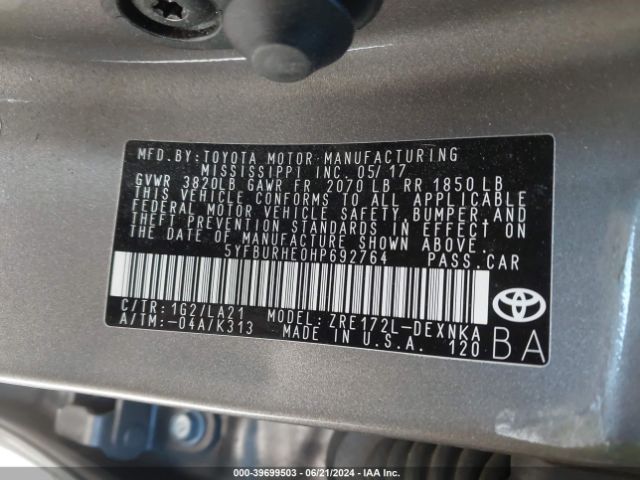 MFD.BY: TOYOTA MOTOR MANUFACTURING
MISSISSIPPI INC. 05/17
GVWR 3820LB GAWR FR 2070 LB RR 1850 LB
THIS VEHICLE CONFORMS TO ALL APPLICABLE
FEDERAL MOTOR VEHICLE SAFETY, BUMPER,AND
THEFT PREVENTION STANDARDS IN EFFECT ON
THE DATE OF MANUFACTURE SHOWN ABOVE.
5YFBURHE0HP692764 PASS.CAR
C/TR: 1G2/LA21 MODEL: ZRE172L-DEXNKA
A/TM:-04A/K313 MADE IN U.S.A. 120
TOYOTA
BA
000-39699503 - 06/21/2024 - IAA Inc.